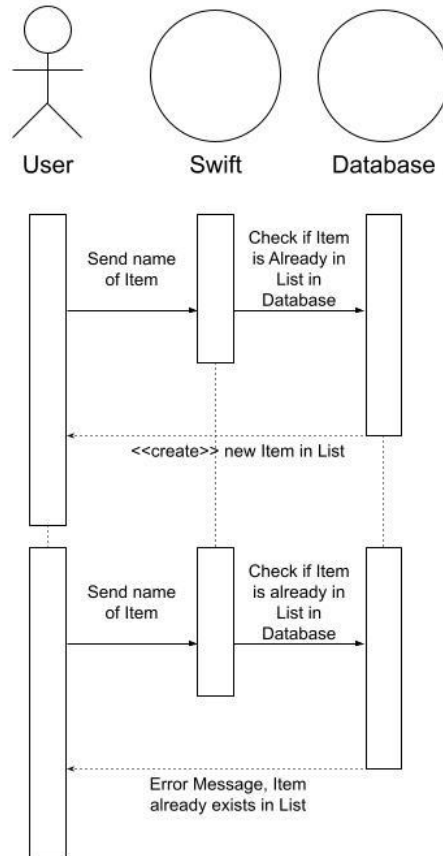 User
Swift
Database
Send name
of Item
Check if Item
is Already in
List in
Database
<<create>> new Item in List
Send name
of Item
Check if Item
is already in
List in
Database
Error Message, Item
already exists in List